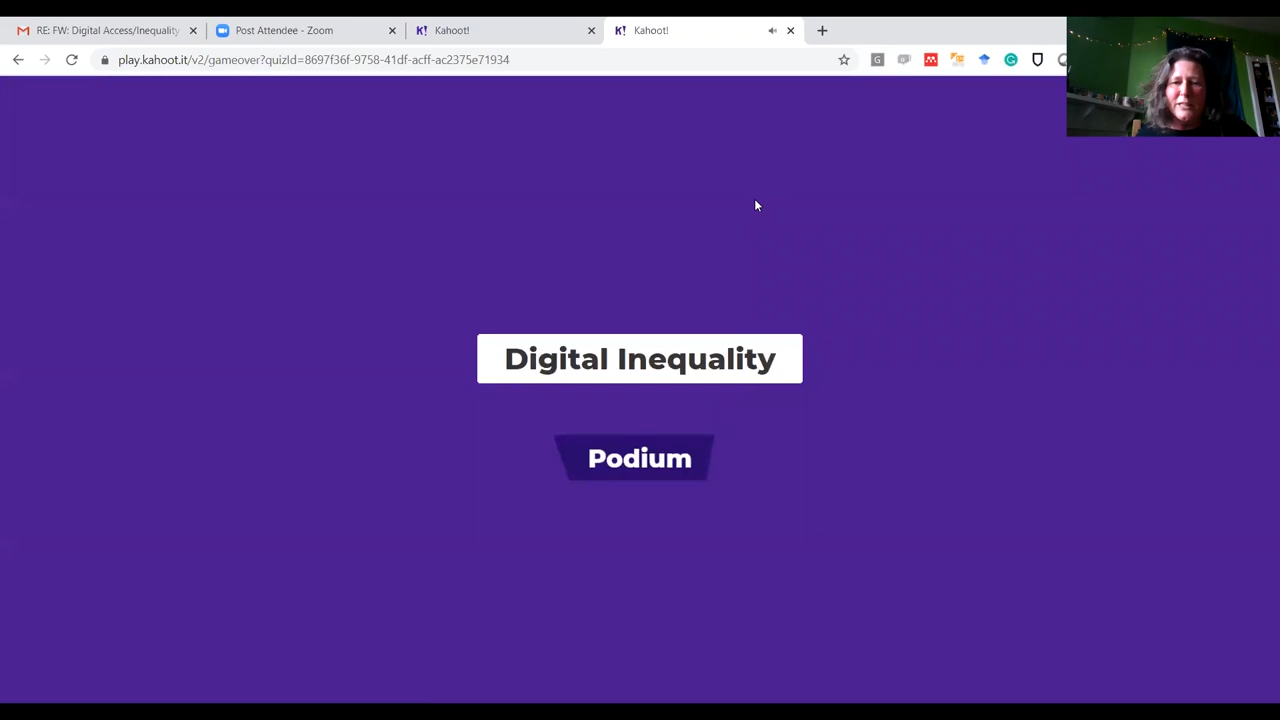 RE: FW: Digital Access/Inequality
Post Attendee - Zoom
K! Kahoot!
K! Kahoot!
play.kahoot.it/v2/gameover?quizId=8697f36f-9758-41df-acff-ac2375e71934
Digital Inequality
Podium